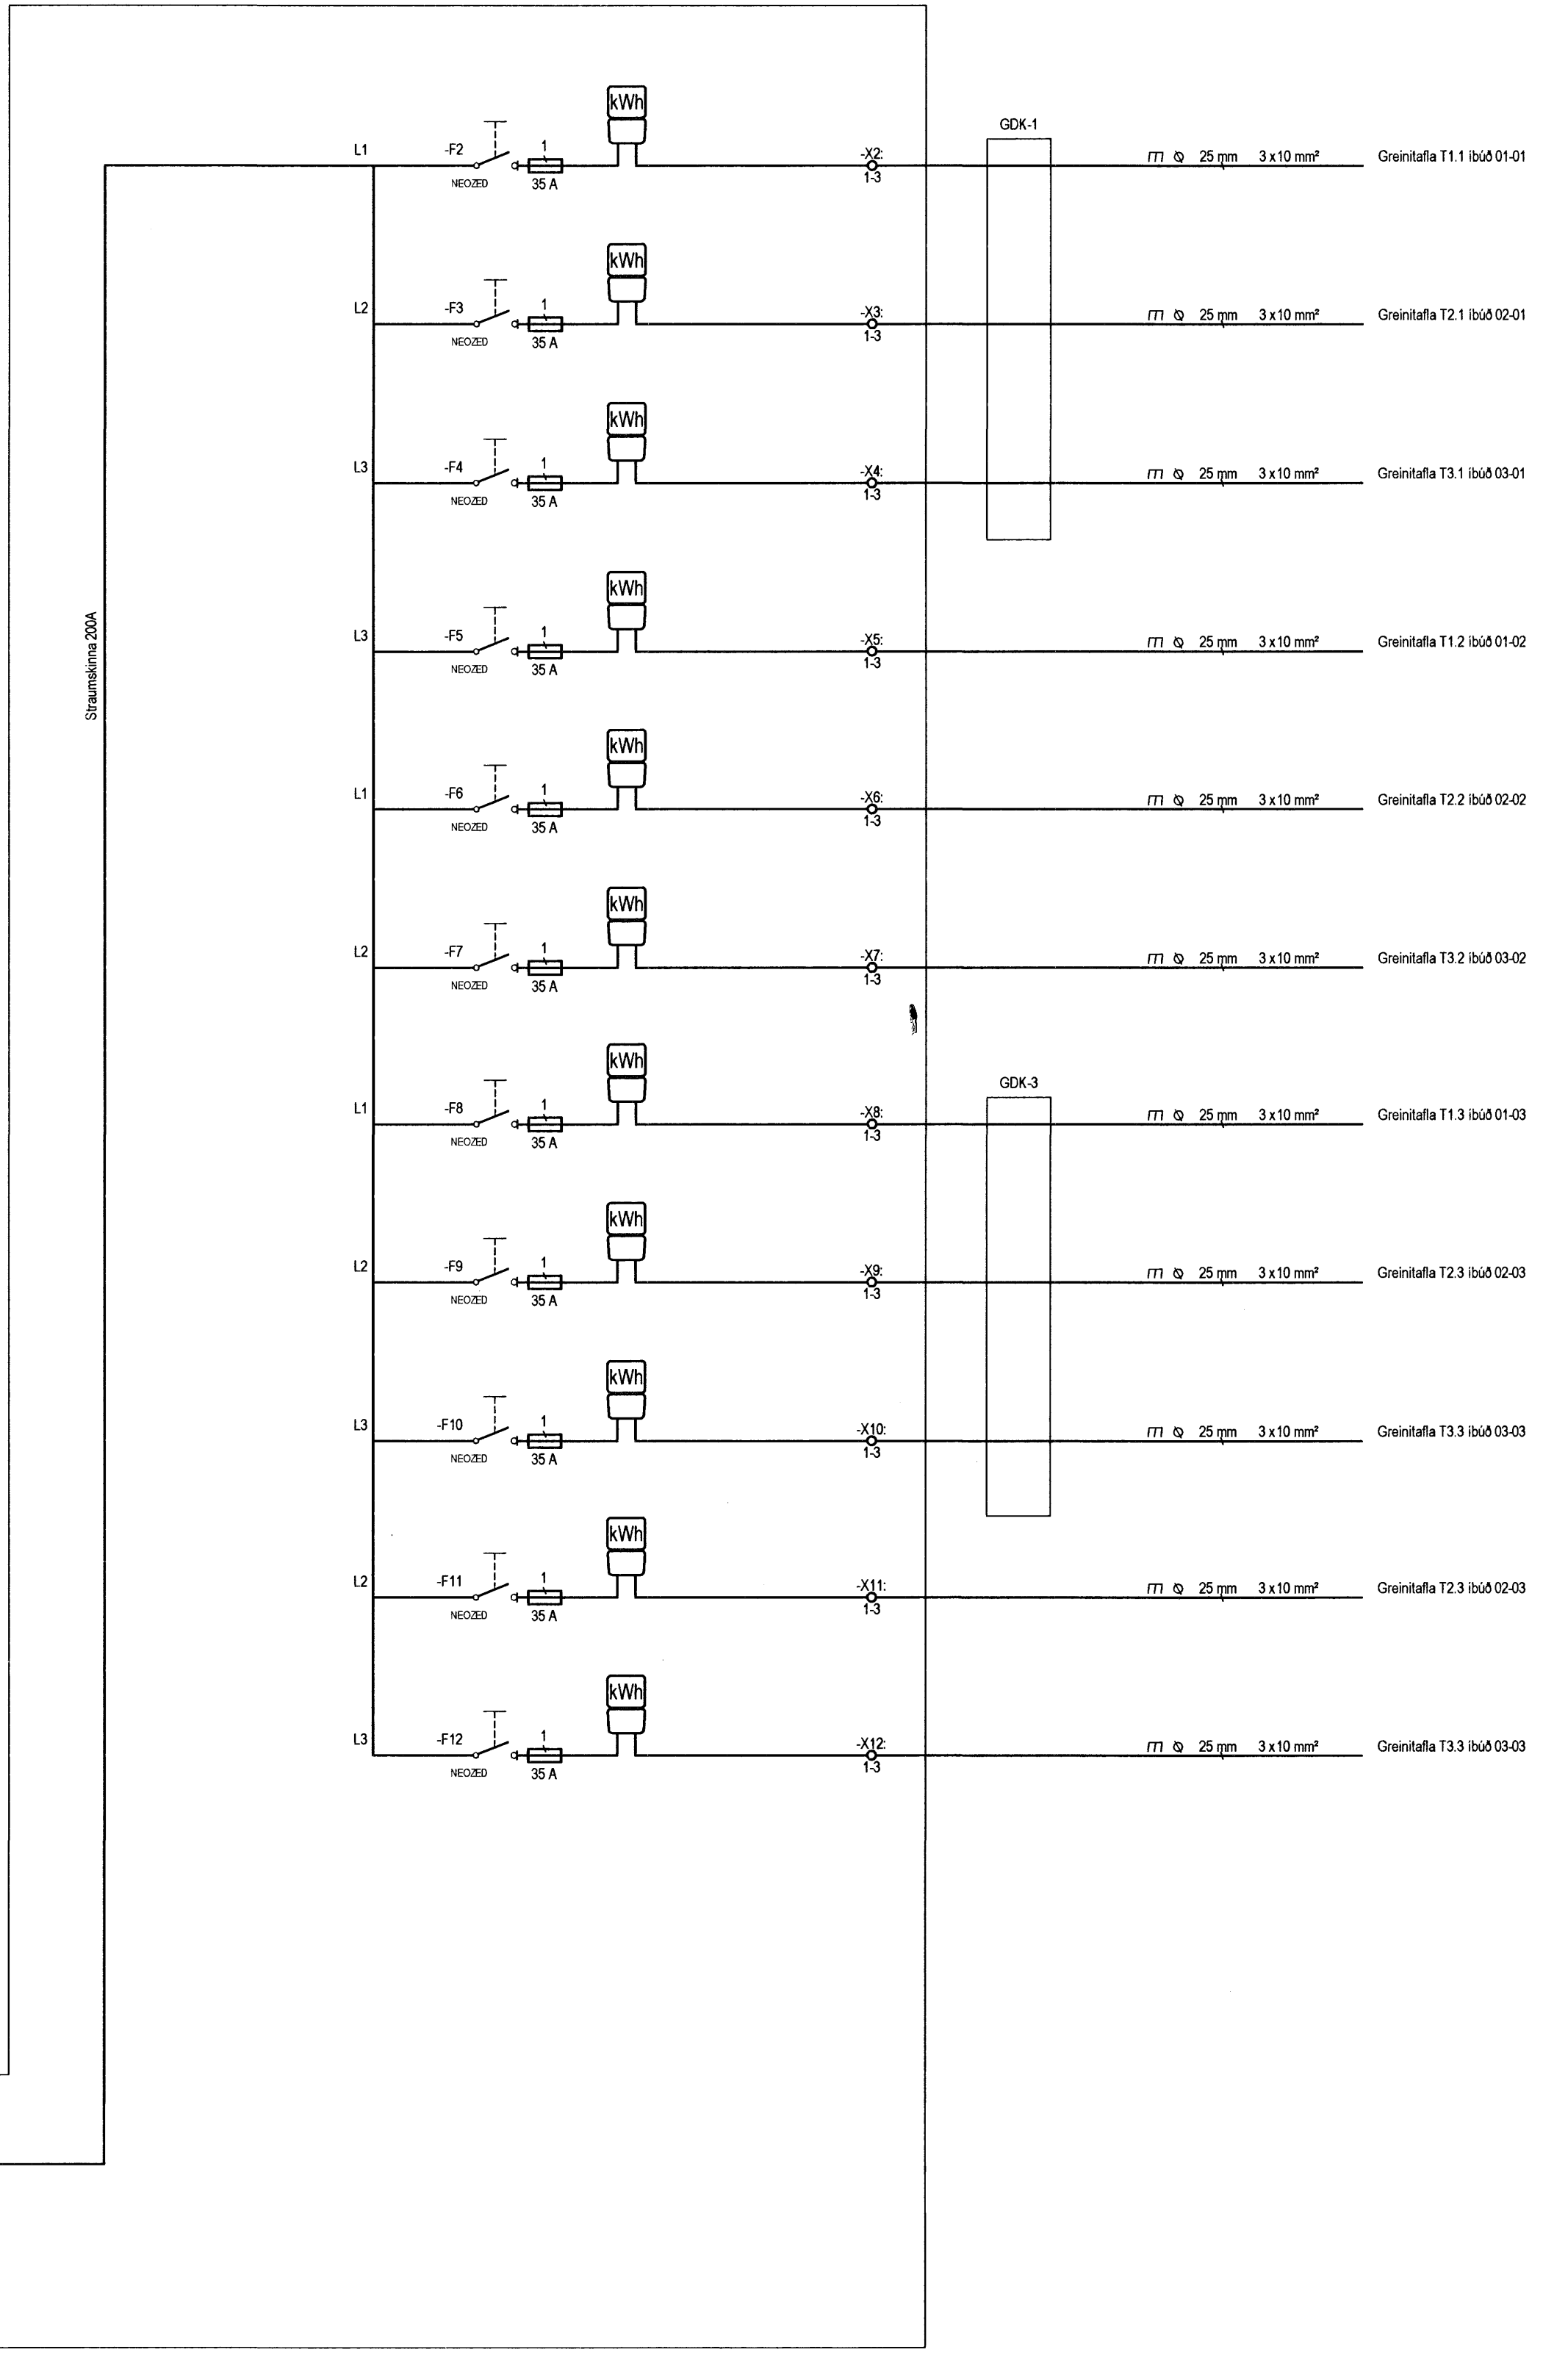 Straumskinna 200A
kWh
GDK-1
L1 -F2 1 -X2: 25 mm 3 x 10 mm² Greinitafla T1.1 íbúð 01-01
NEOZED 35 A 1-3
kWh
L2 -F3 1 -X3: 25 mm 3 x 10 mm² Greinitafla T2.1 íbúð 02-01
NEOZED 35 A 1-3
kWh
L3 -F4 1 -X4: 25 mm 3 x 10 mm² Greinitafla T3.1 íbúð 03-01
NEOZED 35 A 1-3
kWh
L3 -F5 1 -X5: 25 mm 3 x 10 mm² Greinitafla T1.2 íbúð 01-02
NEOZED 35 A 1-3
kWh
L1 -F6 1 -X6: 25 mm 3 x 10 mm² Greinitafla T2.2 íbúð 02-02
NEOZED 35 A 1-3
kWh
L2 -F7 1 -X7: 25 mm 3 x 10 mm² Greinitafla T3.2 íbúð 03-02
NEOZED 35 A 1-3
kWh
GDK-3
L1 -F8 1 -X8: 25 mm 3 x 10 mm² Greinitafla T1.3 íbúð 01-03
NEOZED 35 A 1-3
kWh
L2 -F9 1 -X9: 25 mm 3 x 10 mm² Greinitafla T2.3 íbúð 02-03
NEOZED 35 A 1-3
kWh
L3 -F10 1 -X10: 25 mm 3 x 10 mm² Greinitafla T3.3 íbúð 03-03
NEOZED 35 A 1-3
kWh
L2 -F11 1 -X11: 25 mm 3 x 10 mm² Greinitafla T2.3 íbúð 02-03
NEOZED 35 A 1-3
kWh
L3 -F12 1 -X12: 25 mm 3 x 10 mm² Greinitafla T3.3 íbúð 03-03
NEOZED 35 A 1-3